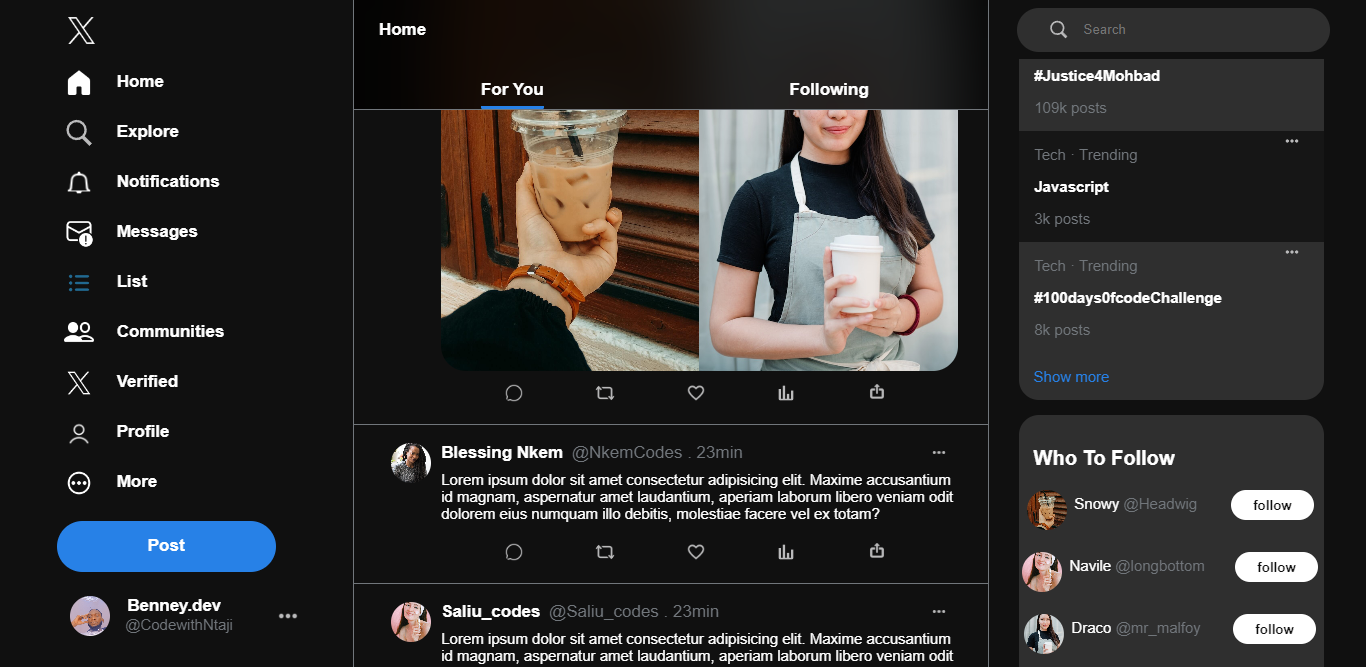 Home
Explore
Notifications
Messages
List
Communities
Verified
Profile
More
Post
Benney.dev
@CodewithNtaji
Home
For You Following
Blessing Nkem @NkemCodes . 23min
Lorem ipsum dolor sit amet consectetur adipisicing elit. Maxime accusantium
id magnam, aspernatur amet laudantium, aperiam laborum libero veniam odit
dolorem eius numquam illo debitis, molestiae facere vel ex totam?
Saliu_codes @Saliu_codes . 23min
Lorem ipsum dolor sit amet consectetur adipisicing elit. Maxime accusantium
id magnam, aspernatur amet laudantium, aperiam laborum libero veniam odit
Search
#Justice4Mohbad
109k posts
Tech · Trending
Javascript
3k posts
Tech · Trending
#100days0fcodeChallenge
8k posts
Show more
Who To Follow
Snowy @Headwig follow
Navile @longbottom follow
Draco @mr_malfoy follow